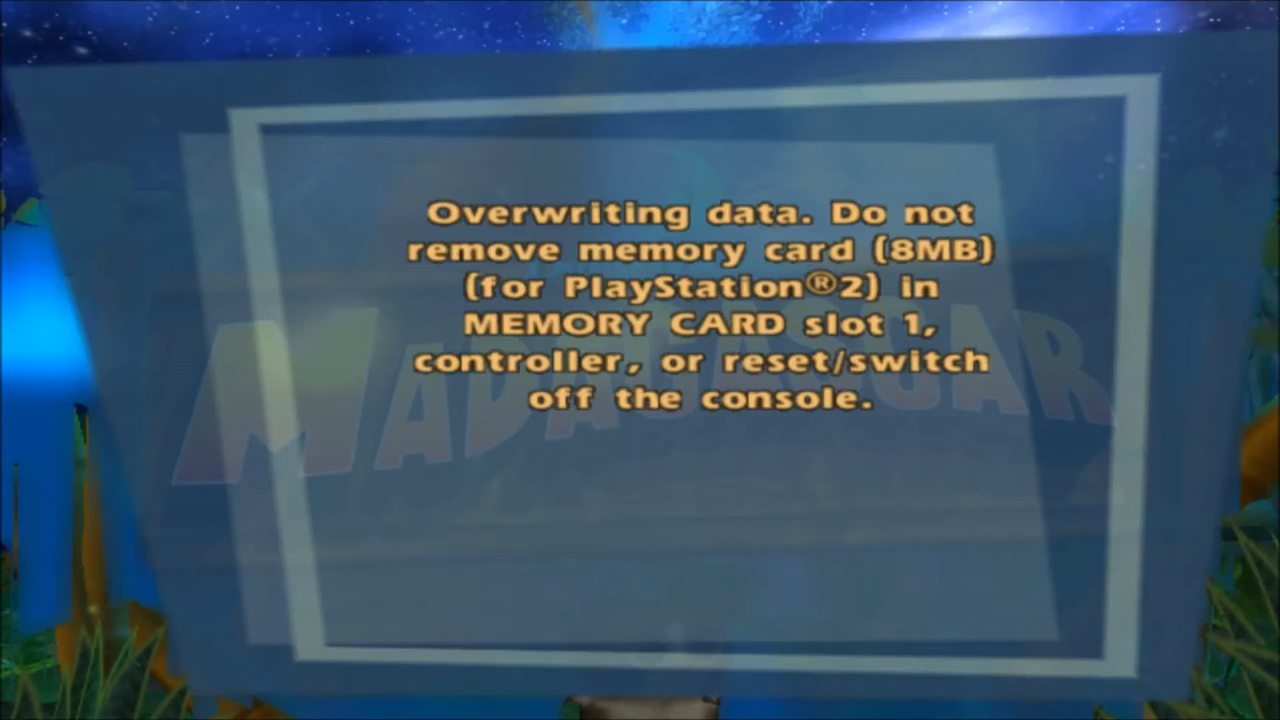 Overwriting data. Do not
remove memory card (8MB)
(for PlayStation®2) in
MEMORY CARD slot 1,
controller, or reset/switch
off the console.
MADAGASCAR